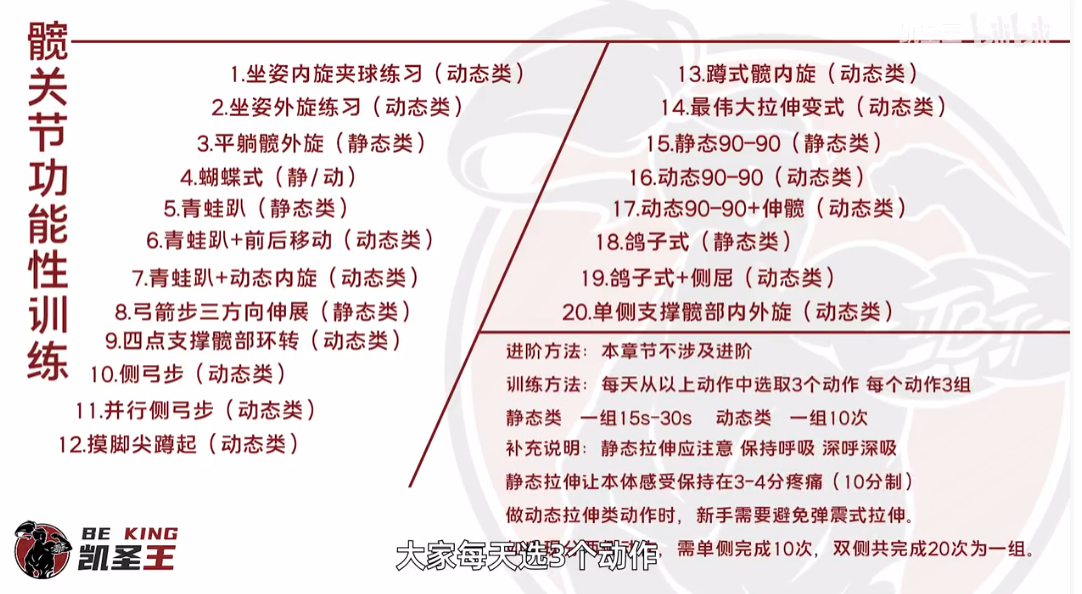 髋关节功能性训练
1.坐姿内旋夹球练习（动态类）
2.坐姿外旋练习（动态类）
3.平躺髋外旋（静态类）
4.蝴蝶式（静/动）
5.青蛙趴（静态类）
6.青蛙趴+前后移动（动态类）
7.青蛙趴+动态内旋（动态类）
8.弓箭步三方向伸展（静态类）
9.四点支撑髋部环转（动态类）
10.侧弓步（动态类）
11.并行侧弓步（动态类）
12.摸脚尖蹲起（动态类）
13.蹲式髋内旋（动态类）
14.最伟大拉伸变式（动态类）
15.静态90-90（静态类）
16.动态90-90（动态类）
17.动态90-90+伸髋（动态类）
18.鸽子式（静态类）
19.鸽子式+侧屈（动态类）
20.单侧支撑髋部内外旋（动态类）
进阶方法：本章节不涉及进阶
训练方法：每天从以上动作中选取3个动作 每个动作3组
静态类 一组15s-30s 动态类 一组10次
补充说明：静态拉伸应注意 保持呼吸 深呼深吸
静态拉伸让本体感受保持在3-4分疼痛（10分制）
做动态拉伸类动作时，新手需要避免弹震式拉伸。
，需单侧完成10次，双侧共完成20次为一组。
大家每天选3个动作
BE KING
凯圣王